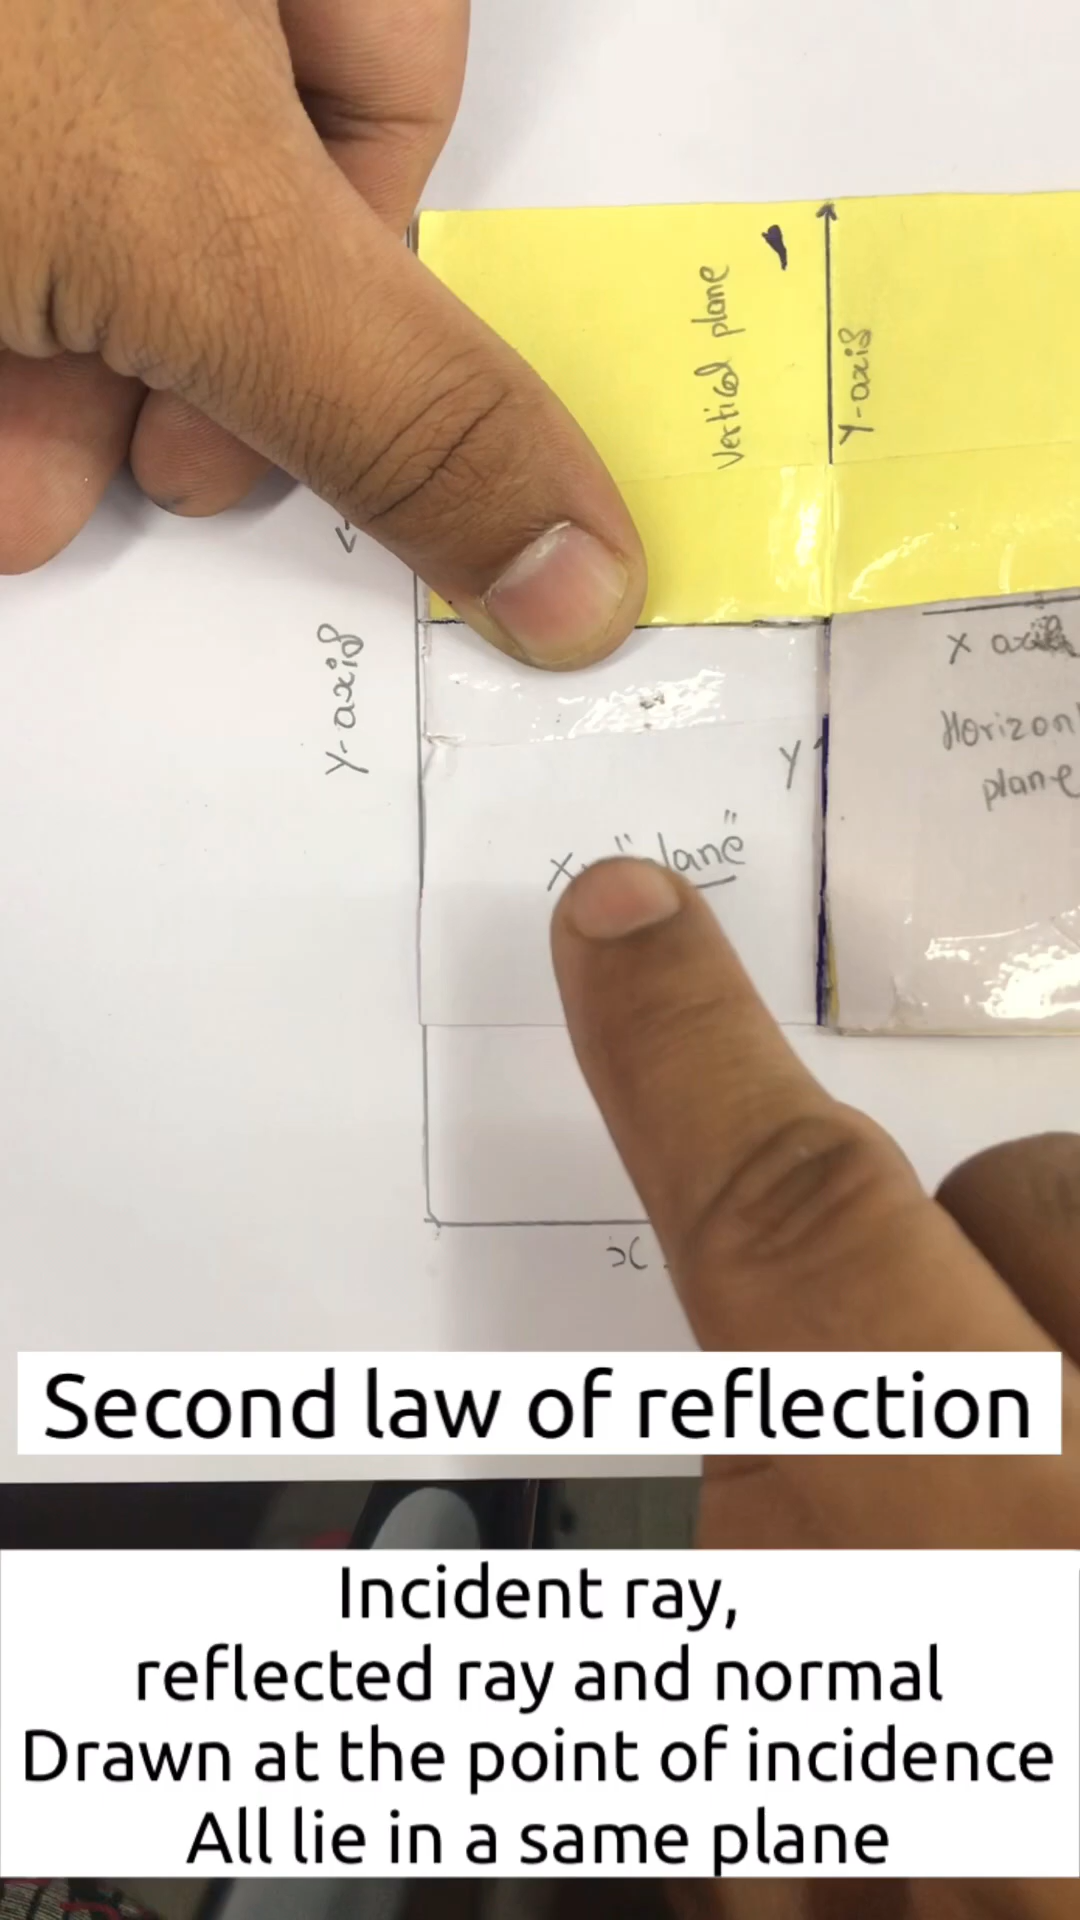 Vertical plane
Y-axis
X
Horizon
plane
Y-axis
Y
"lane"
x
Second law of reflection
Incident ray,
reflected ray and normal
Drawn at the point of incidence
All lie in a same plane